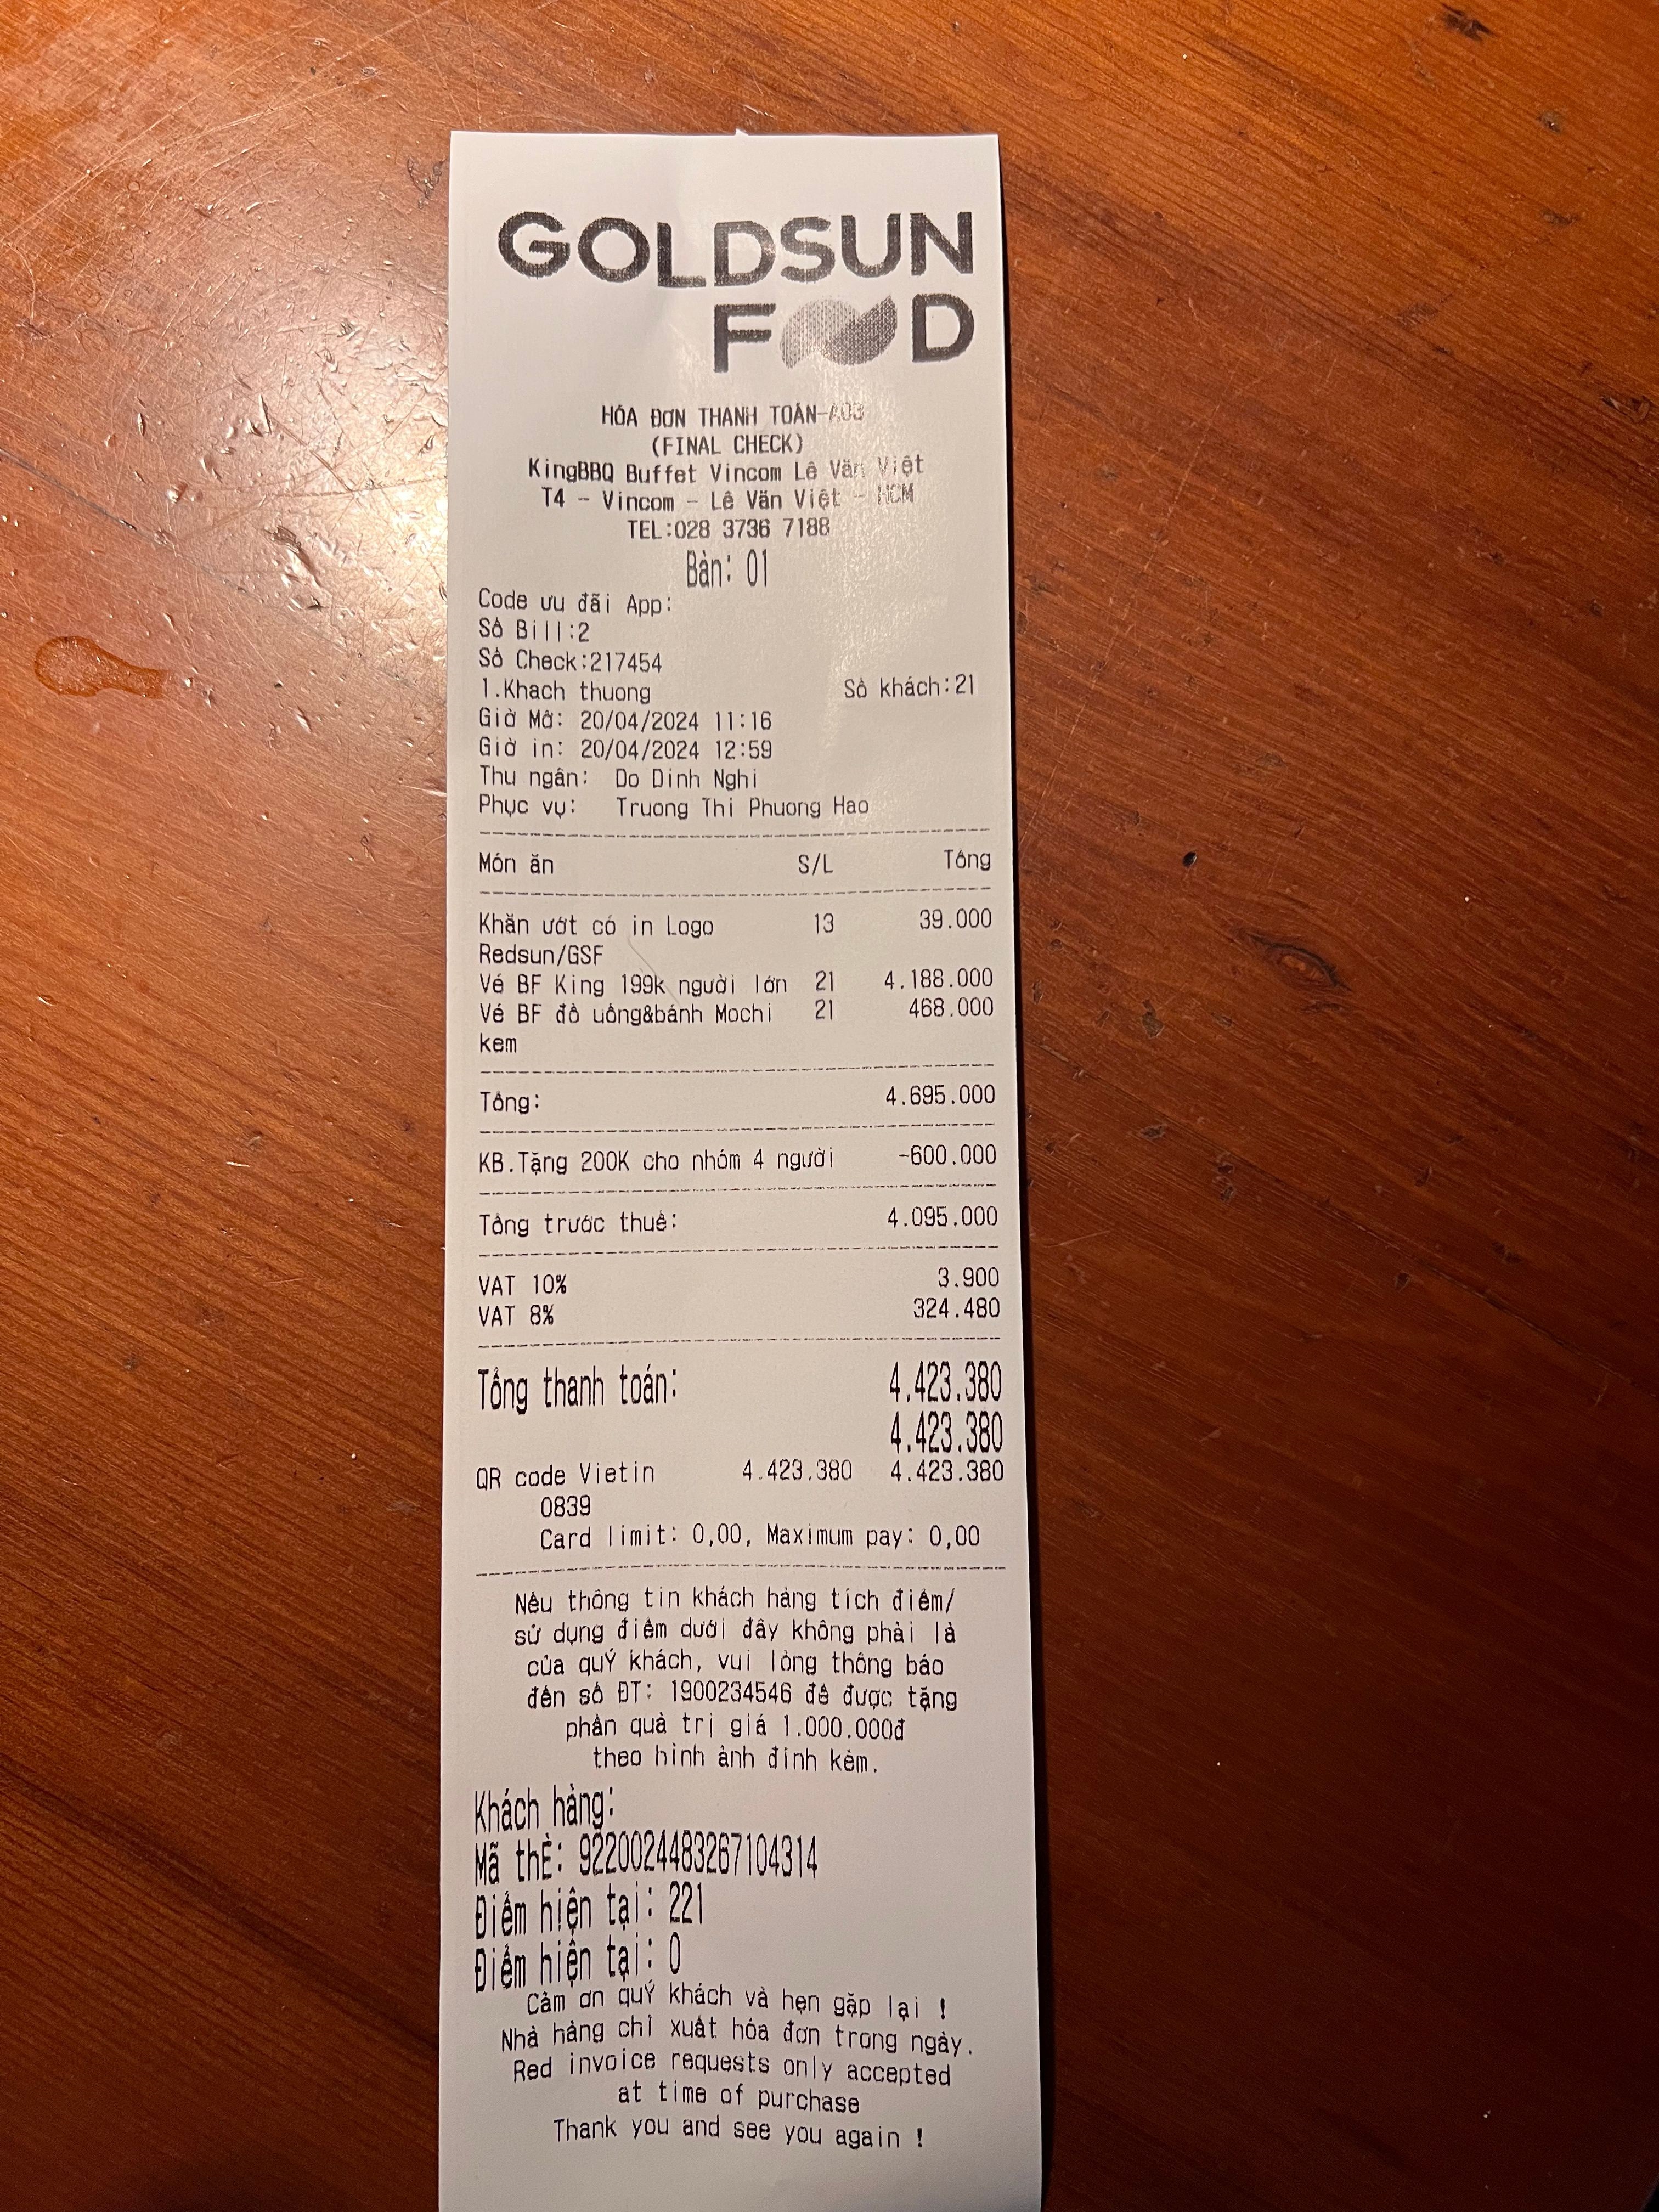 GOLDSUN
FOOD
HÓA ĐƠN THANH TOÁN-A03
(FINAL CHECK)
KingBBQ Buffet Vincom Lê Văn Việt
T4 - Vincom - Lê Văn Việt - HCM
TEL:028 3736 7188
Bàn: 01
Code ưu đãi App:
Số Bill:2
Số Check:217454
1.Khach thuong Số khách:21
Giờ Mở: 20/04/2024 11:16
Giờ in: 20/04/2024 12:59
Thu ngân: Do Dinh Nghi
Phục vụ: Truong Thi Phuong Hao
Món ăn S/L Tổng
Khăn ướt có in Logo 13 39.000
Redsun/GSF
Vé BF King 199k người lớn 21 4.188.000
Vé BF đồ uống&bánh Mochi 21 468.000
kem
Tổng: 4.695.000
KB.Tặng 200K cho nhóm 4 người -600.000
Tổng trước thuế: 4.095.000
VAT 10% 3.900
VAT 8% 324.480
Tổng thanh toán: 4.423.380
4.423.380
QR code Vietin 4.423.380 4.423.380
0839
Card limit: 0,00, Maximum pay: 0,00
Nếu thông tin khách hàng tích điểm/
sử dụng điểm dưới đây không phải là
của quÝ khách, vui lòng thông báo
đến số ĐT: 1900234546 để được tặng
phần quà trị giá 1.000.000đ
theo hình ảnh đính kèm.
Khách hàng:
Mã thÈ: 9220024483267104314
Điểm hiện tại: 221
Điểm hiện tại: 0
Cảm ơn quÝ khách và hẹn gặp lại !
Nhà hàng chỉ xuất hóa đơn trong ngày.
Red invoice requests only accepted
at time of purchase
Thank you and see you again !